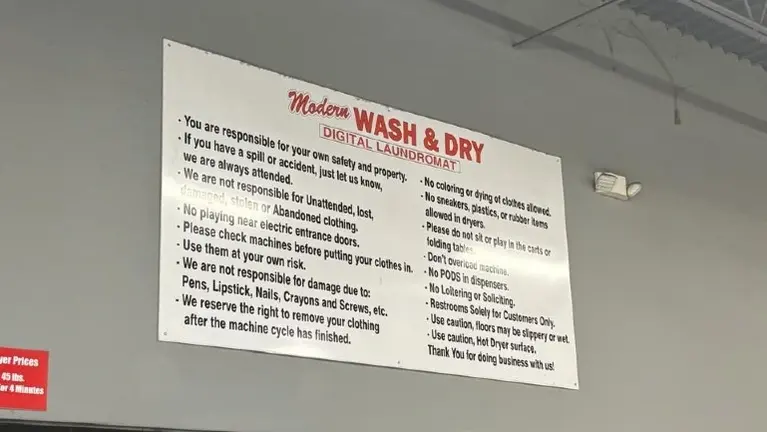 Modern WASH & DRY
DIGITAL LAUNDROMAT
· You are responsible for your own safety and property.
· If you have a spill or accident, just let us know,
we are always attended.
· We are not responsible for Unattended, lost,
damaged, stolen or Abandoned clothing.
· No playing near electric entrance doors.
· Please check machines before putting your clothes in.
· Use them at your own risk.
· We are not responsible for damage due to:
Pens, Lipstick, Nails, Crayons and Screws, etc.
· We reserve the right to remove your clothing
after the machine cycle has finished.
· No coloring or dying of clothes allowed.
· No sneakers, plastics, or rubber items
allowed in dryers.
· Please do not sit or play in the carts or
folding tables.
· Don't overload machine.
· No PODS in dispensers.
· No Loitering or Soliciting.
· Restrooms Solely for Customers Only.
· Use caution, floors may be slippery or wet.
· Use caution, Hot Dryer surface.
Thank You for doing business with us!
yer Prices
45 lbs.
for 4 Minutes